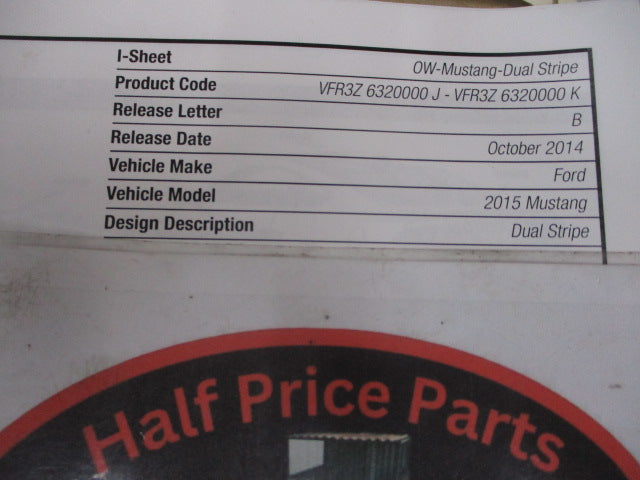 I-Sheet OW-Mustang-Dual Stripe
Product Code VFR3Z 6320000 J - VFR3Z 6320000 K
Release Letter B
Release Date October 2014
Vehicle Make Ford
Vehicle Model 2015 Mustang
Design Description Dual Stripe
Half Price Parts